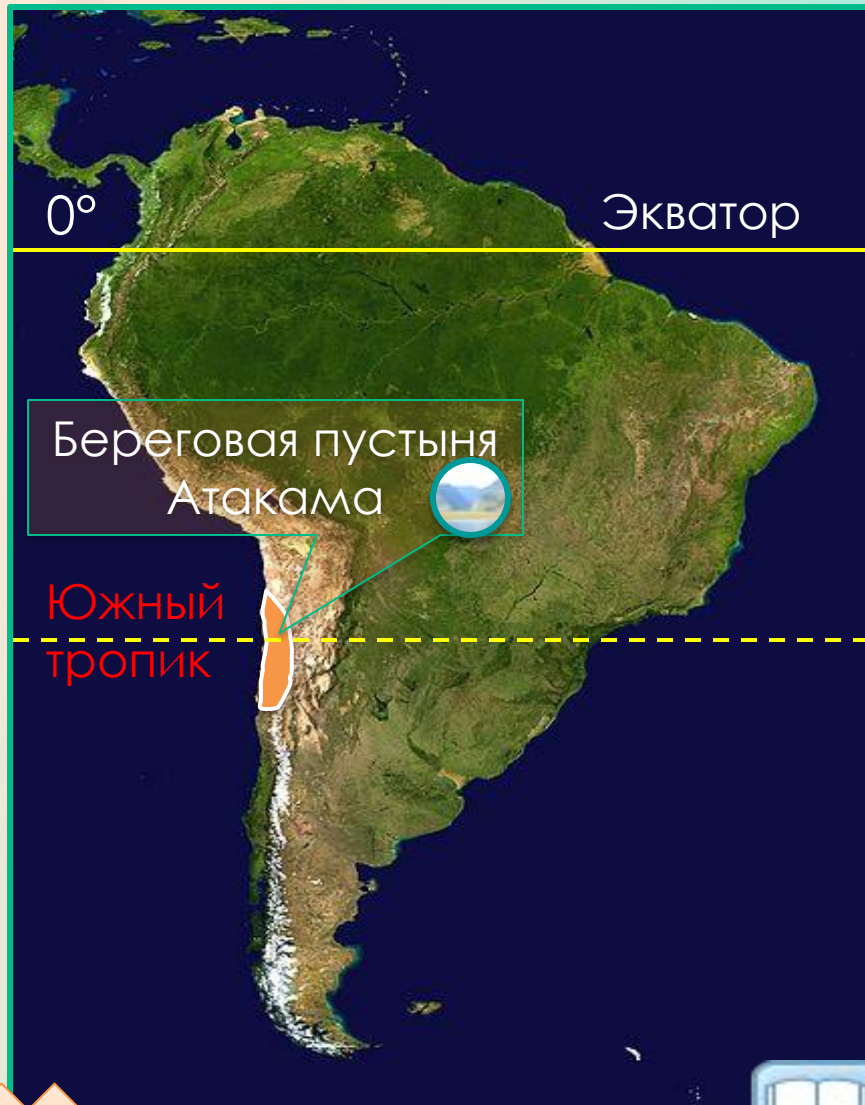 0°
Экватор
Береговая пустыня
Атакама
Южный
тропик